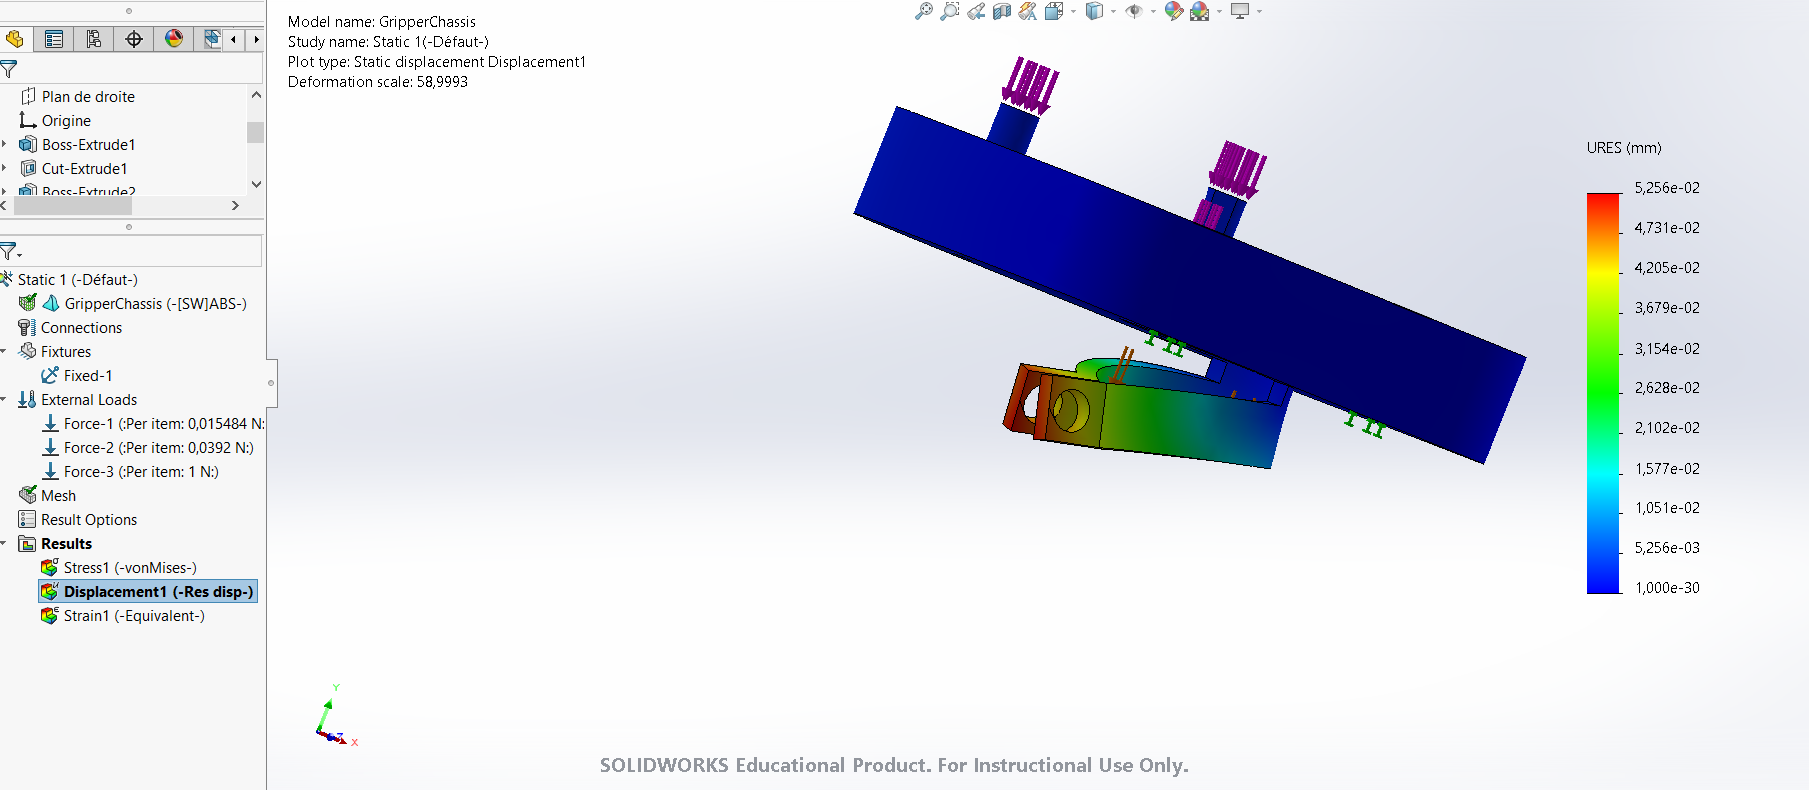 Model name: GripperChassis
Study name: Static 1(-Défaut-)
Plot type: Static displacement Displacement1
Deformation scale: 58,9993
Plan de droite
Origine
Boss-Extrude1
Cut-Extrude1
Boss-Extrude2
Static 1 (-Défaut-)
GripperChassis (-[SW]ABS-)
Connections
Fixtures
Fixed-1
External Loads
Force-1 (:Per item: 0,015484 N:
Force-2 (:Per item: 0,0392 N:)
Force-3 (:Per item: 1 N:)
Mesh
Result Options
Results
Stress1 (-vonMises-)
Displacement1 (-Res disp-)
Strain1 (-Equivalent-)
URES (mm)
5,256e-02
4,731e-02
4,205e-02
3,679e-02
3,154e-02
2,628e-02
2,102e-02
1,577e-02
1,051e-02
5,256e-03
1,000e-30
Y
Z
X
SOLIDWORKS Educational Product. For Instructional Use Only.